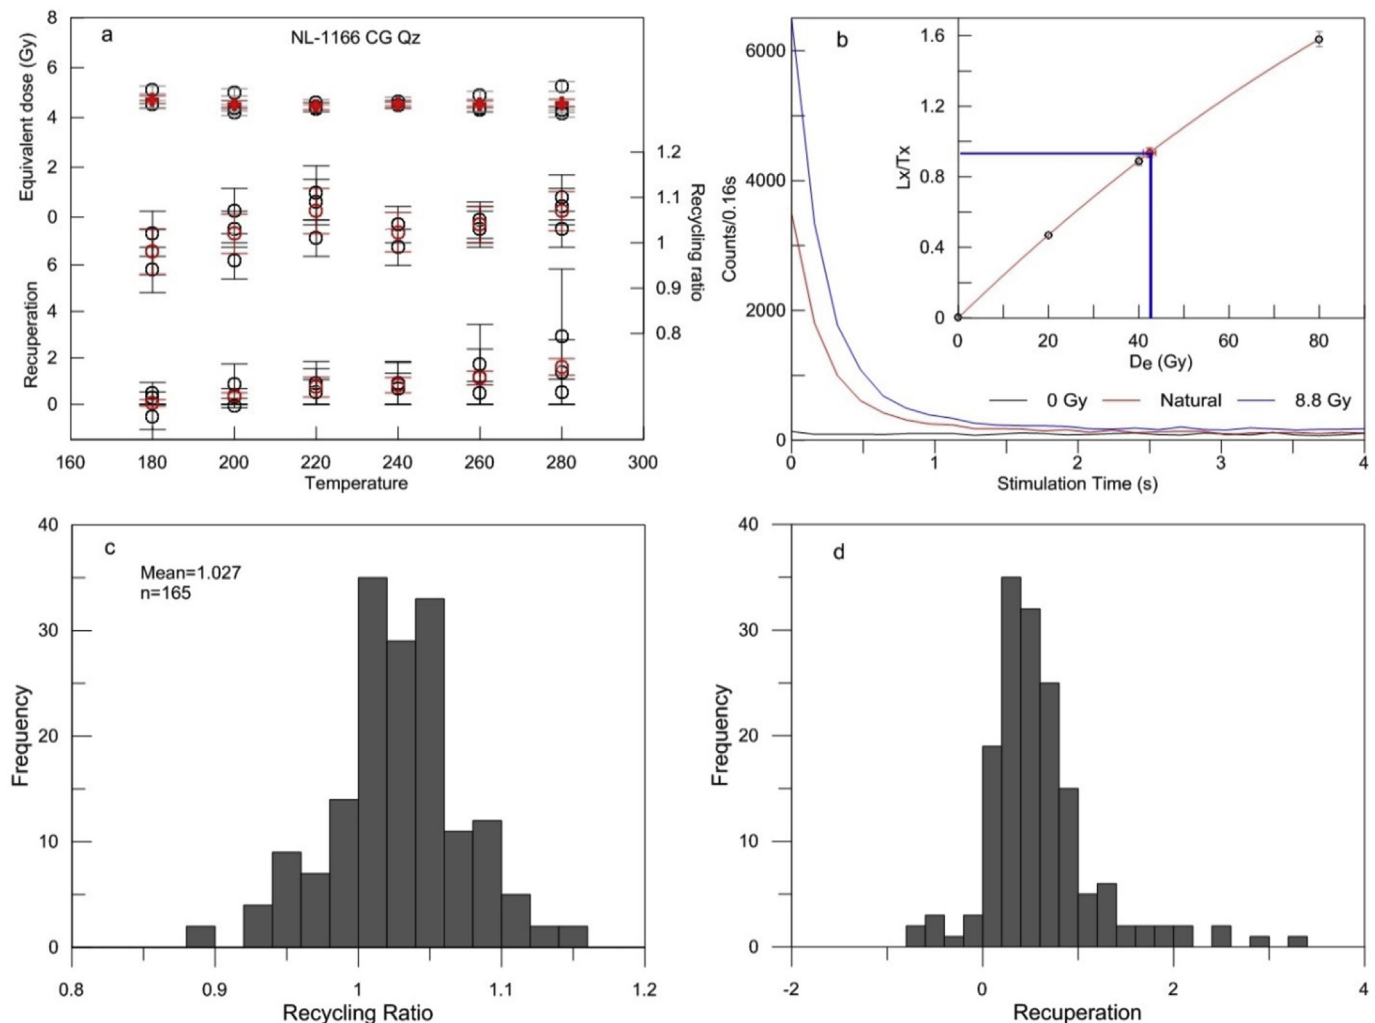 a
NL-1166 CG Qz
Equivalent dose (Gy)
8
6
4
2
0
Recuperation
6
4
2
0
Recycling ratio
1.2
1.1
1
0.9
0.8
160 180 200 220 240 260 280 300
Temperature
b
Counts/0.16s
6000
4000
2000
0
Lx/Tx
1.6
1.2
0.8
0.4
0
0 20 40 60 80
De (Gy)
0 Gy Natural 8.8 Gy
0 1 2 3 4
Stimulation Time (s)
c
Mean=1.027
n=165
Frequency
40
30
20
10
0
0.8 0.9 1 1.1 1.2
Recycling Ratio
d
Frequency
40
30
20
10
0
-2 0 2 4
Recuperation